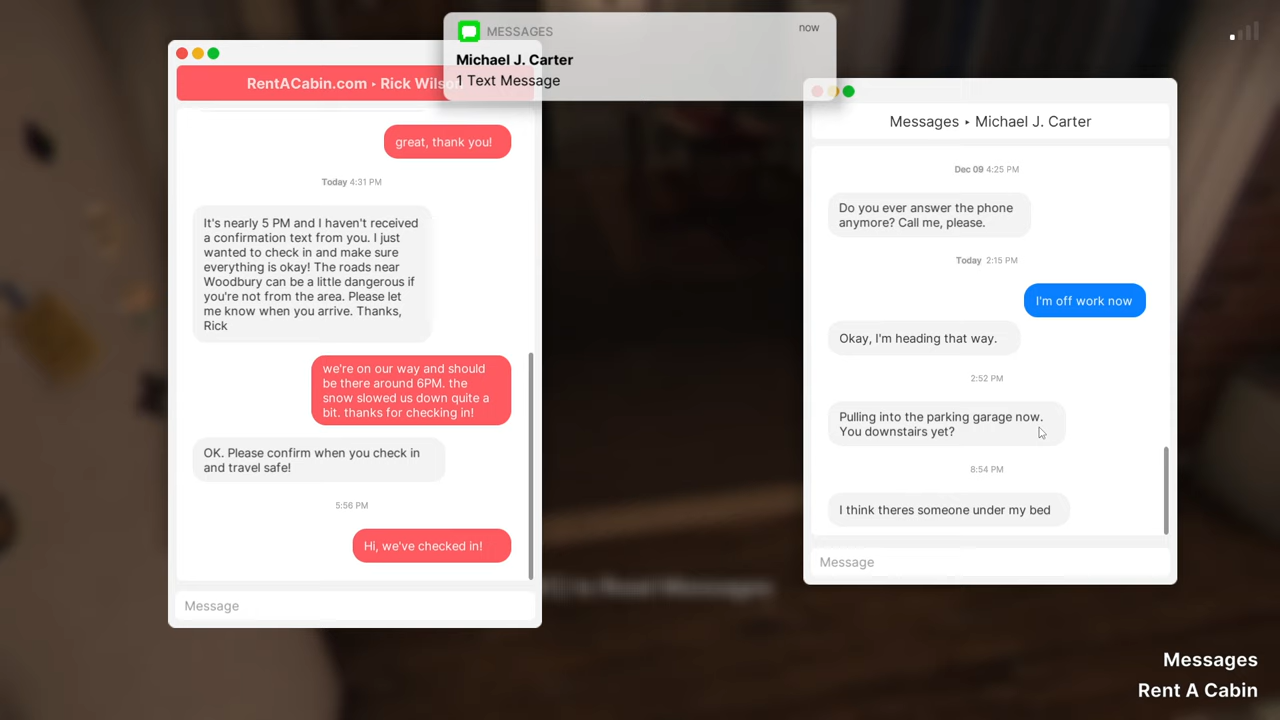 MESSAGES
now
Michael J. Carter
1 Text Message
RentACabin.com ‣ Rick Wilson
great, thank you!
Today 4:31 PM
It's nearly 5 PM and I haven't received
a confirmation text from you. I just
wanted to check in and make sure
everything is okay! The roads near
Woodbury can be a little dangerous if
you're not from the area. Please let
me know when you arrive. Thanks,
Rick
we're on our way and should
be there around 6PM. the
snow slowed us down quite a
bit. thanks for checking in!
OK. Please confirm when you check in
and travel safe!
5:56 PM
Hi, we've checked in!
Message
Messages ‣ Michael J. Carter
Dec 09 4:25 PM
Do you ever answer the phone
anymore? Call me, please.
Today 2:15 PM
I'm off work now
Okay, I'm heading that way.
2:52 PM
Pulling into the parking garage now.
You downstairs yet?
8:54 PM
I think theres someone under my bed
Message
to Read Messages
Messages
Rent A Cabin